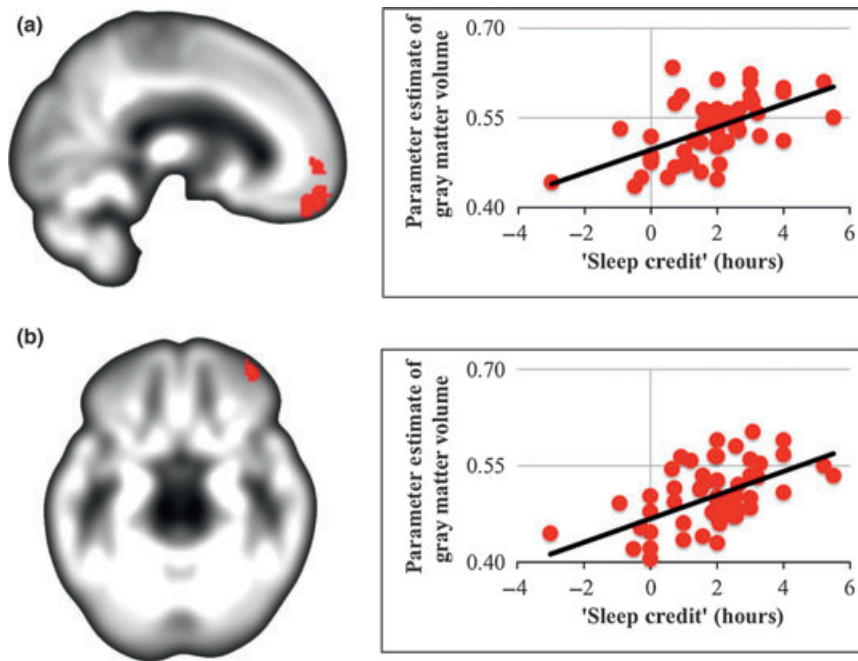 (a)
Parameter estimate of
gray matter volume
0.70
0.55
0.40
−4
−2
0
2
4
6
'Sleep credit' (hours)
(b)
Parameter estimate of
gray matter volume
0.70
0.55
0.40
−4
−2
0
2
4
6
'Sleep credit' (hours)